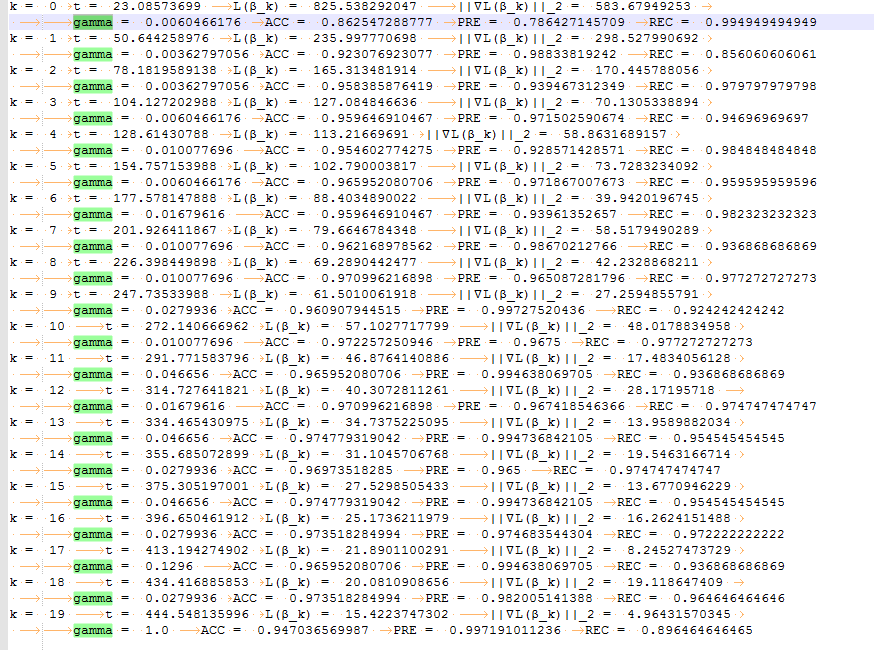 k = 0 t = 23.08573699 L(β_k) = 825.538292047 ||∇L(β_k)||_2 = 583.67949253
gamma = 0.0060466176 ACC = 0.862547288777 PRE = 0.786427145709 REC = 0.994949494949
k = 1 t = 50.644258976 L(β_k) = 235.997770698 ||∇L(β_k)||_2 = 298.527990692
gamma = 0.00362797056 ACC = 0.923076923077 PRE = 0.98833819242 REC = 0.856060606061
k = 2 t = 78.1819589138 L(β_k) = 165.313481914 ||∇L(β_k)||_2 = 170.445788056
gamma = 0.00362797056 ACC = 0.958385876419 PRE = 0.939467312349 REC = 0.979797979798
k = 3 t = 104.127202988 L(β_k) = 127.084846636 ||∇L(β_k)||_2 = 70.1305338894
gamma = 0.0060466176 ACC = 0.959646910467 PRE = 0.971502590674 REC = 0.94696969697
k = 4 t = 128.61430788 L(β_k) = 113.21669691 ||∇L(β_k)||_2 = 58.8631689157
gamma = 0.010077696 ACC = 0.954602774275 PRE = 0.928571428571 REC = 0.984848484848
k = 5 t = 154.757153988 L(β_k) = 102.790003817 ||∇L(β_k)||_2 = 73.7283234092
gamma = 0.0060466176 ACC = 0.965952080706 PRE = 0.971867007673 REC = 0.959595959596
k = 6 t = 177.578147888 L(β_k) = 88.4034890022 ||∇L(β_k)||_2 = 39.9420196745
gamma = 0.01679616 ACC = 0.959646910467 PRE = 0.93961352657 REC = 0.982323232323
k = 7 t = 201.926411867 L(β_k) = 79.6646784348 ||∇L(β_k)||_2 = 58.5179490289
gamma = 0.010077696 ACC = 0.962168978562 PRE = 0.98670212766 REC = 0.936868686869
k = 8 t = 226.398449898 L(β_k) = 69.2890442477 ||∇L(β_k)||_2 = 42.2328868211
gamma = 0.010077696 ACC = 0.970996216898 PRE = 0.965087281796 REC = 0.977272727273
k = 9 t = 247.73533988 L(β_k) = 61.5010061918 ||∇L(β_k)||_2 = 27.2594855791
gamma = 0.0279936 ACC = 0.960907944515 PRE = 0.99727520436 REC = 0.924242424242
k = 10 t = 272.140666962 L(β_k) = 57.1027717799 ||∇L(β_k)||_2 = 48.0178834958
gamma = 0.010077696 ACC = 0.972257250946 PRE = 0.9675 REC = 0.977272727273
k = 11 t = 291.771583796 L(β_k) = 46.8764140886 ||∇L(β_k)||_2 = 17.4834056128
gamma = 0.046656 ACC = 0.965952080706 PRE = 0.994638069705 REC = 0.936868686869
k = 12 t = 314.727641821 L(β_k) = 40.3072811261 ||∇L(β_k)||_2 = 28.17195718
gamma = 0.01679616 ACC = 0.970996216898 PRE = 0.967418546366 REC = 0.974747474747
k = 13 t = 334.465430975 L(β_k) = 34.7375225095 ||∇L(β_k)||_2 = 13.9589882034
gamma = 0.046656 ACC = 0.974779319042 PRE = 0.994736842105 REC = 0.954545454545
k = 14 t = 355.685072899 L(β_k) = 31.1045706768 ||∇L(β_k)||_2 = 19.5463166714
gamma = 0.0279936 ACC = 0.96973518285 PRE = 0.965 REC = 0.974747474747
k = 15 t = 375.305197001 L(β_k) = 27.5298505433 ||∇L(β_k)||_2 = 13.6770946229
gamma = 0.046656 ACC = 0.974779319042 PRE = 0.994736842105 REC = 0.954545454545
k = 16 t = 396.650461912 L(β_k) = 25.1736211979 ||∇L(β_k)||_2 = 16.2624151488
gamma = 0.0279936 ACC = 0.973518284994 PRE = 0.974683544304 REC = 0.972222222222
k = 17 t = 413.194274902 L(β_k) = 21.8901100291 ||∇L(β_k)||_2 = 8.24527473729
gamma = 0.1296 ACC = 0.965952080706 PRE = 0.994638069705 REC = 0.936868686869
k = 18 t = 434.416885853 L(β_k) = 20.0810908656 ||∇L(β_k)||_2 = 19.118647409
gamma = 0.0279936 ACC = 0.973518284994 PRE = 0.982005141388 REC = 0.964646464646
k = 19 t = 444.548135996 L(β_k) = 15.4223747302 ||∇L(β_k)||_2 = 4.96431570345
gamma = 1.0 ACC = 0.947036569987 PRE = 0.997191011236 REC = 0.896464646465